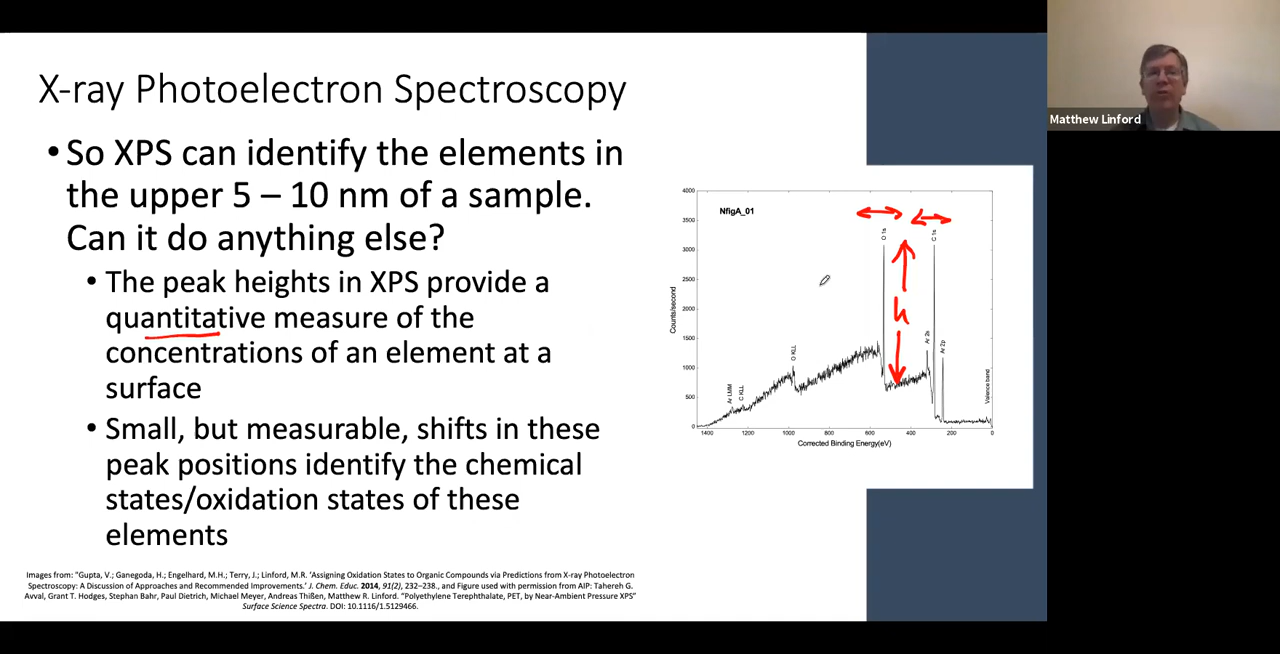 X-ray Photoelectron Spectroscopy
• So XPS can identify the elements in
the upper 5 – 10 nm of a sample.
Can it do anything else?
• The peak heights in XPS provide a
quantitative measure of the
concentrations of an element at a
surface
• Small, but measurable, shifts in these
peak positions identify the chemical
states/oxidation states of these
elements
Images from: "Gupta, V.; Ganegoda, H.; Engelhard, M.H.; Terry, J.; Linford, M.R. 'Assigning Oxidation States to Organic Compounds via Predictions from X-ray Photoelectron
Spectroscopy: A Discussion of Approaches and Recommended Improvements.' J. Chem. Educ. 2014, 91(2), 232–238., and Figure used with permission from AIP: Tahereh G.
Avval, Grant T. Hodges, Stephan Bahr, Paul Dietrich, Michael Meyer, Andreas Thißen, Matthew R. Linford. "Polyethylene Terephthalate, PET, by Near-Ambient Pressure XPS"
Surface Science Spectra. DOI: 10.1116/1.5129466.
NfigA_01
4000
3500
3000
2500
2000
1500
1000
500
0
Counts/second
Ar LMM
C KLL
O KLL
O 1s
h
Ar 2s
C 1s
Ar 2p
Valence band
1400 1200 1000 800 600 400 200 0
Corrected Binding Energy(eV)
Matthew Linford